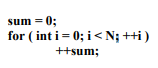 sum = 0;
for ( int i = 0; i < N; ++i )
++sum;